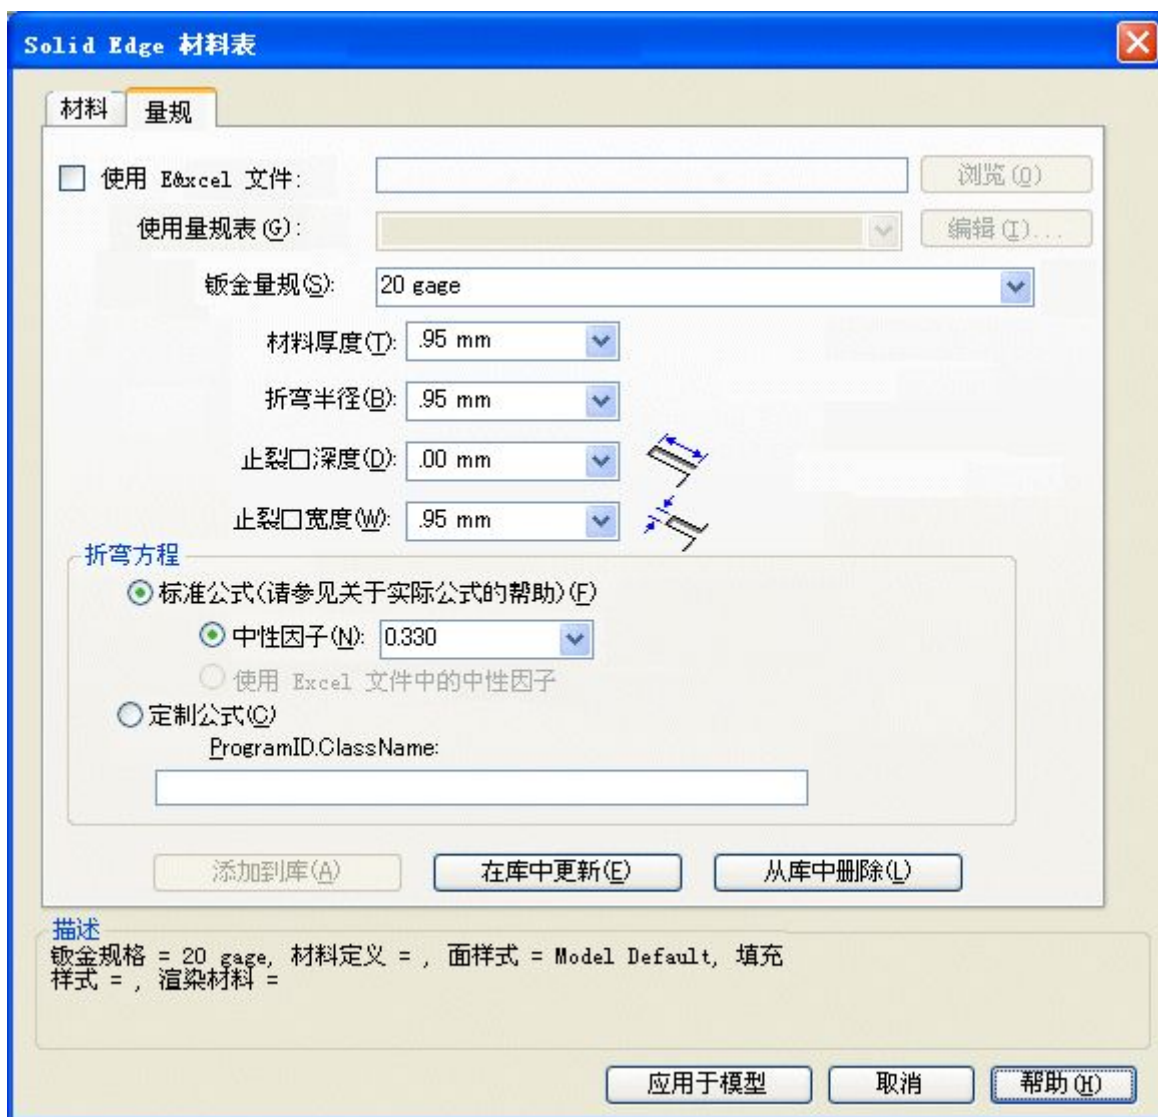 Solid Edge 材料表
材料 量规
使用 E&xcel 文件: 浏览(O)
使用量规表(G): 编辑(I)...
钣金量规(S): 20 gage
材料厚度(T): .95 mm
折弯半径(B): .95 mm
止裂口深度(D): .00 mm
止裂口宽度(W): .95 mm
折弯方程
标准公式(请参见关于实际公式的帮助)(F)
中性因子(N): 0.330
使用 Excel 文件中的中性因子
定制公式(C)
ProgramID.ClassName:
添加到库(A) 在库中更新(E) 从库中删除(L)
描述
钣金规格 = 20 gage, 材料定义 = , 面样式 = Model Default, 填充
样式 = , 渲染材料 =
应用于模型 取消 帮助(H)